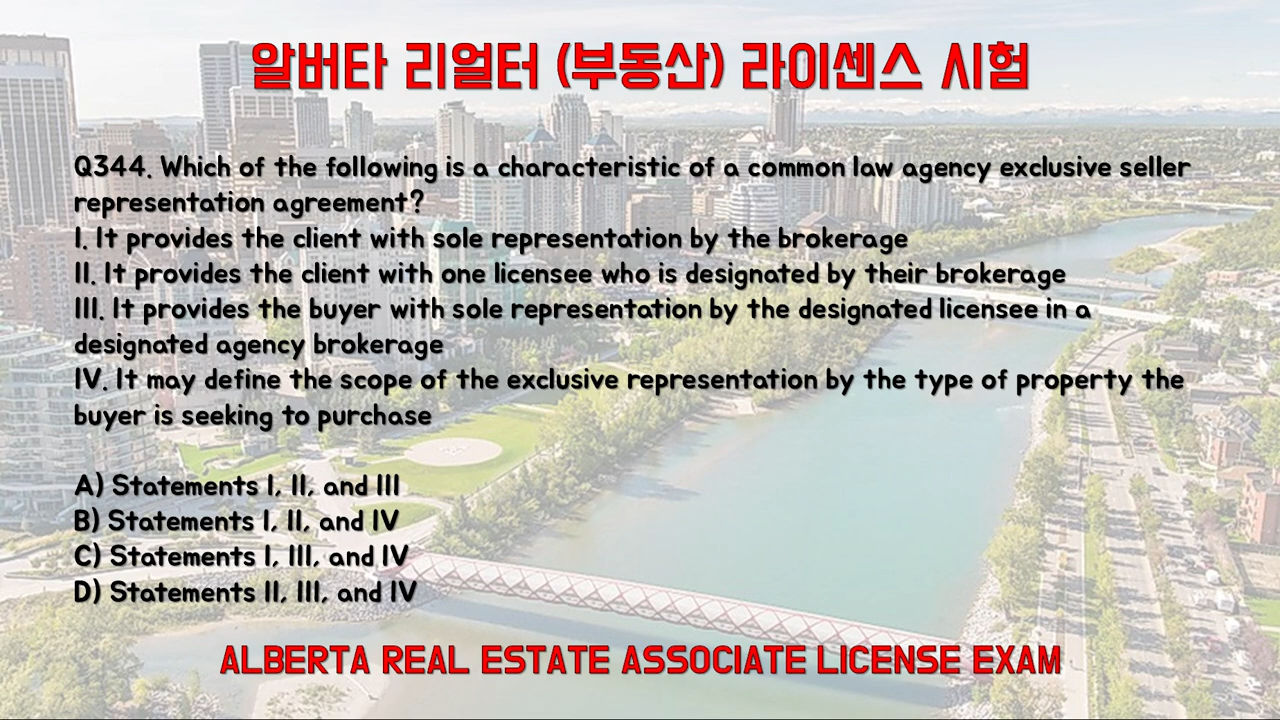 알버타 리얼터 (부동산) 라이센스 시험
Q344. Which of the following is a characteristic of a common law agency exclusive seller
representation agreement?
I. It provides the client with sole representation by the brokerage
II. It provides the client with one licensee who is designated by their brokerage
III. It provides the buyer with sole representation by the designated licensee in a
designated agency brokerage
IV. It may define the scope of the exclusive representation by the type of property the
buyer is seeking to purchase
A) Statements I, II, and III
B) Statements I, II, and IV
C) Statements I, III, and IV
D) Statements II, III, and IV
ALBERTA REAL ESTATE ASSOCIATE LICENSE EXAM